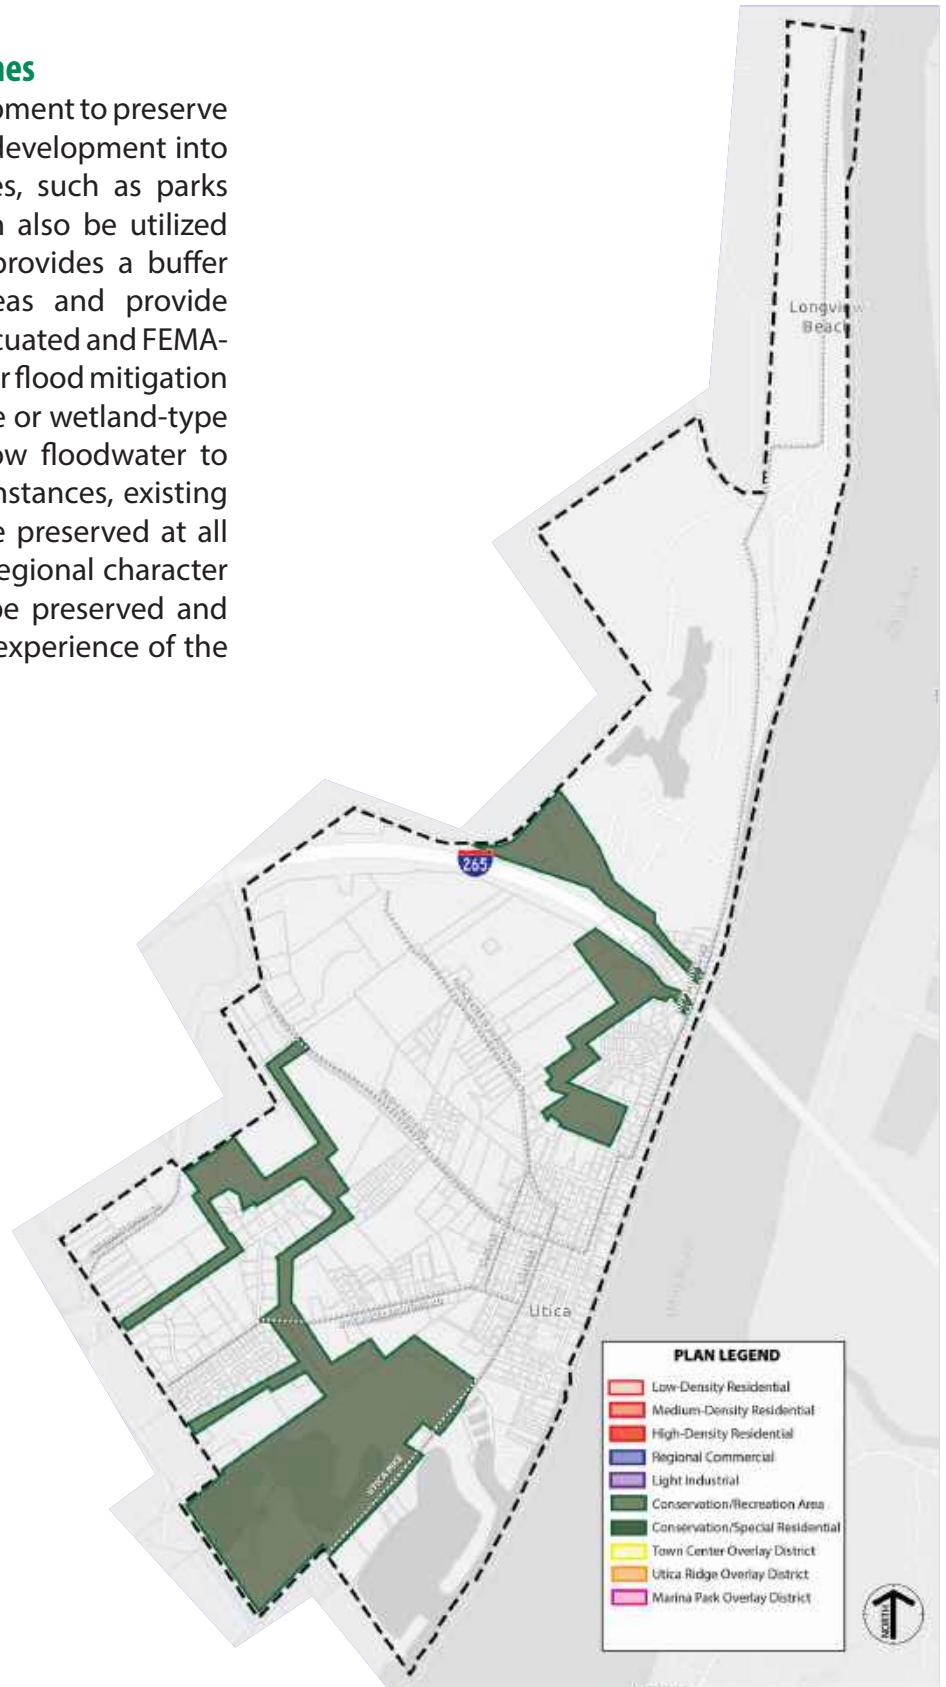 nes
pment to preserve
development into
es, such as parks
n also be utilized
provides a buffer
eas and provide
cuated and FEMA-
r flood mitigation
e or wetland-type
ow floodwater to
nstances, existing
e preserved at all
egional character
be preserved and
experience of the
Longview
Beach
265
Utica
UTICA PIKE
PLAN LEGEND
Low-Density Residential
Medium-Density Residential
High-Density Residential
Regional Commercial
Light Industrial
Conservation/Recreation Area
Conservation/Special Residential
Town Center Overlay District
Utica Ridge Overlay District
Marina Park Overlay District
NORTH